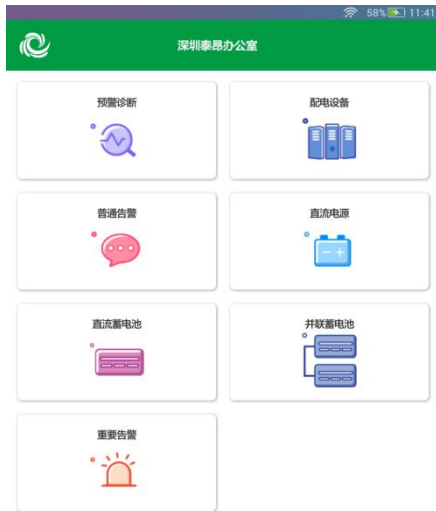 58% 11:41
深圳泰昂办公室
预警诊断
配电设备
普通告警
直流电源
直流蓄电池
并联蓄电池
重要告警